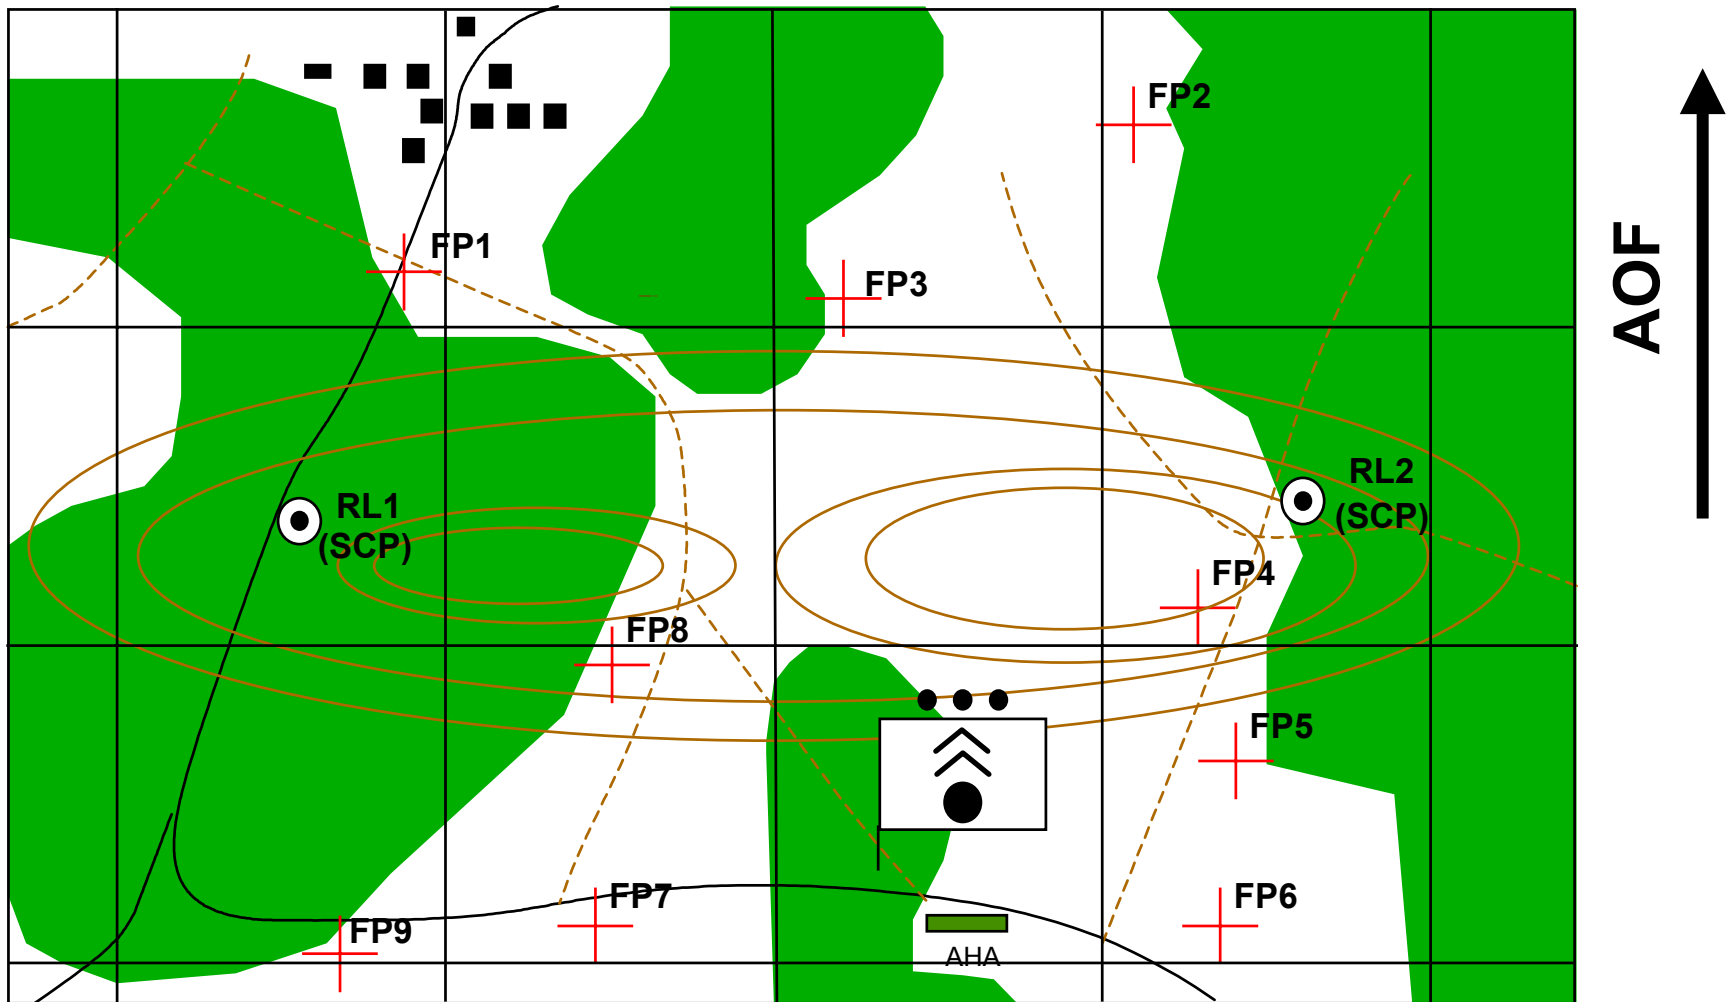 FP2
FP1
FP3
AOF
RL2
(SCP)
RL1
(SCP)
FP4
FP8
FP5
FP7
FP6
FP9
AHA